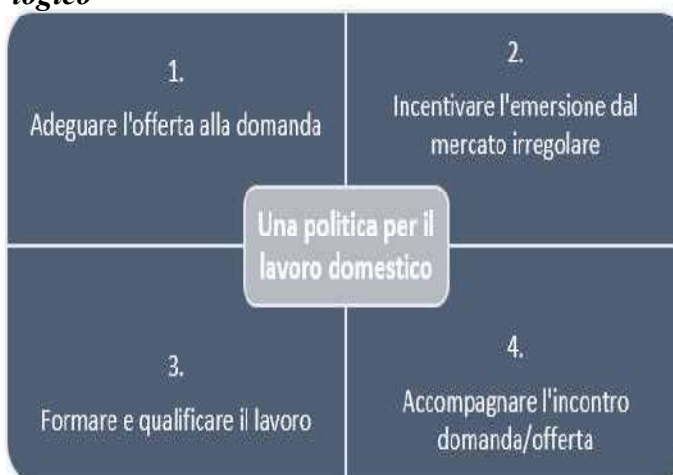 logico
1.
Adeguare l'offerta alla domanda
2.
Incentivare l'emersione dal
mercato irregolare
Una politica per il
lavoro domestico
3.
Formare e qualificare il lavoro
4.
Accompagnare l'incontro
domanda/offerta